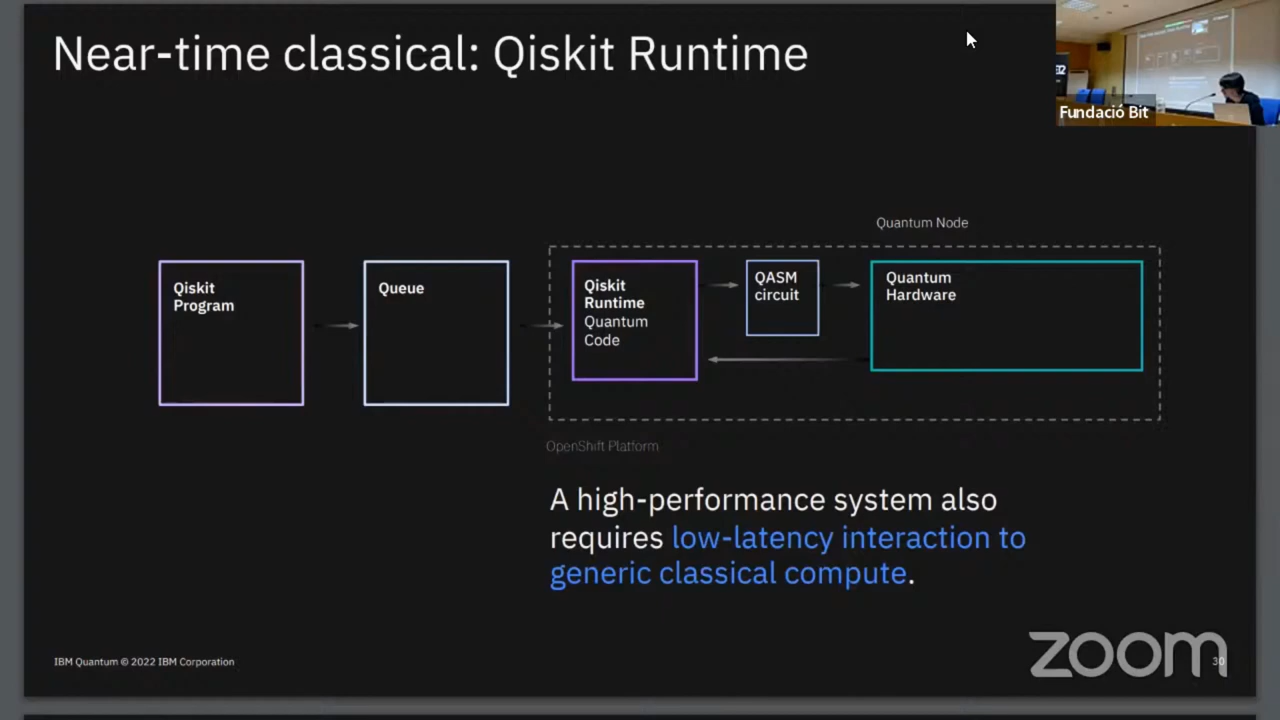 Near-time classical: Qiskit Runtime
Fundació Bit
Quantum Node
Qiskit
Program
Queue
Qiskit
Runtime
Quantum
Code
QASM
circuit
Quantum
Hardware
OpenShift Platform
A high-performance system also
requires low-latency interaction to
generic classical compute.
IBM Quantum © 2022 IBM Corporation
zoom
30